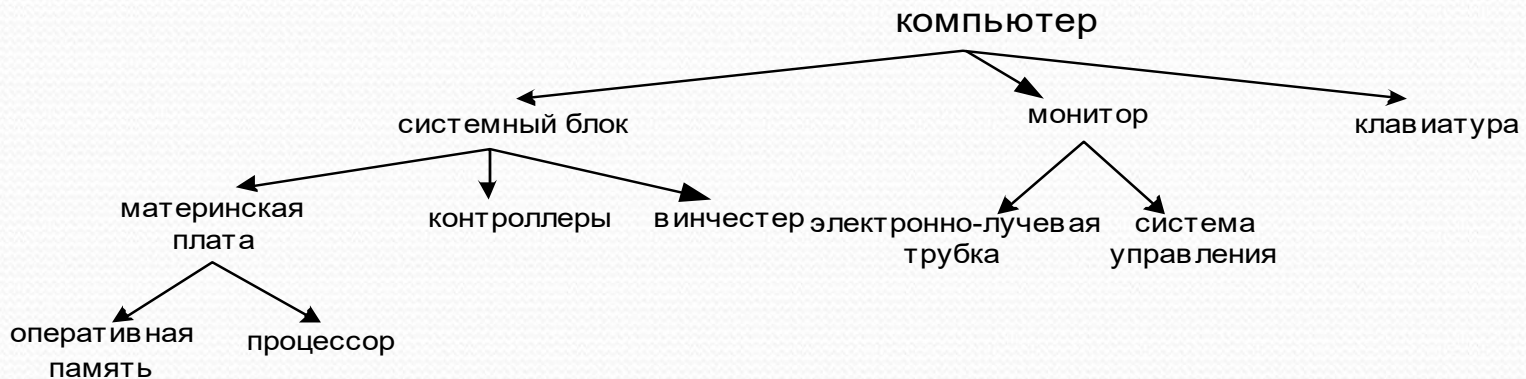 компьютер
системный блок
монитор
клавиатура
материнская
плата
контроллеры
винчестер
электронно-лучевая
трубка
система
управления
оперативная
память
процессор